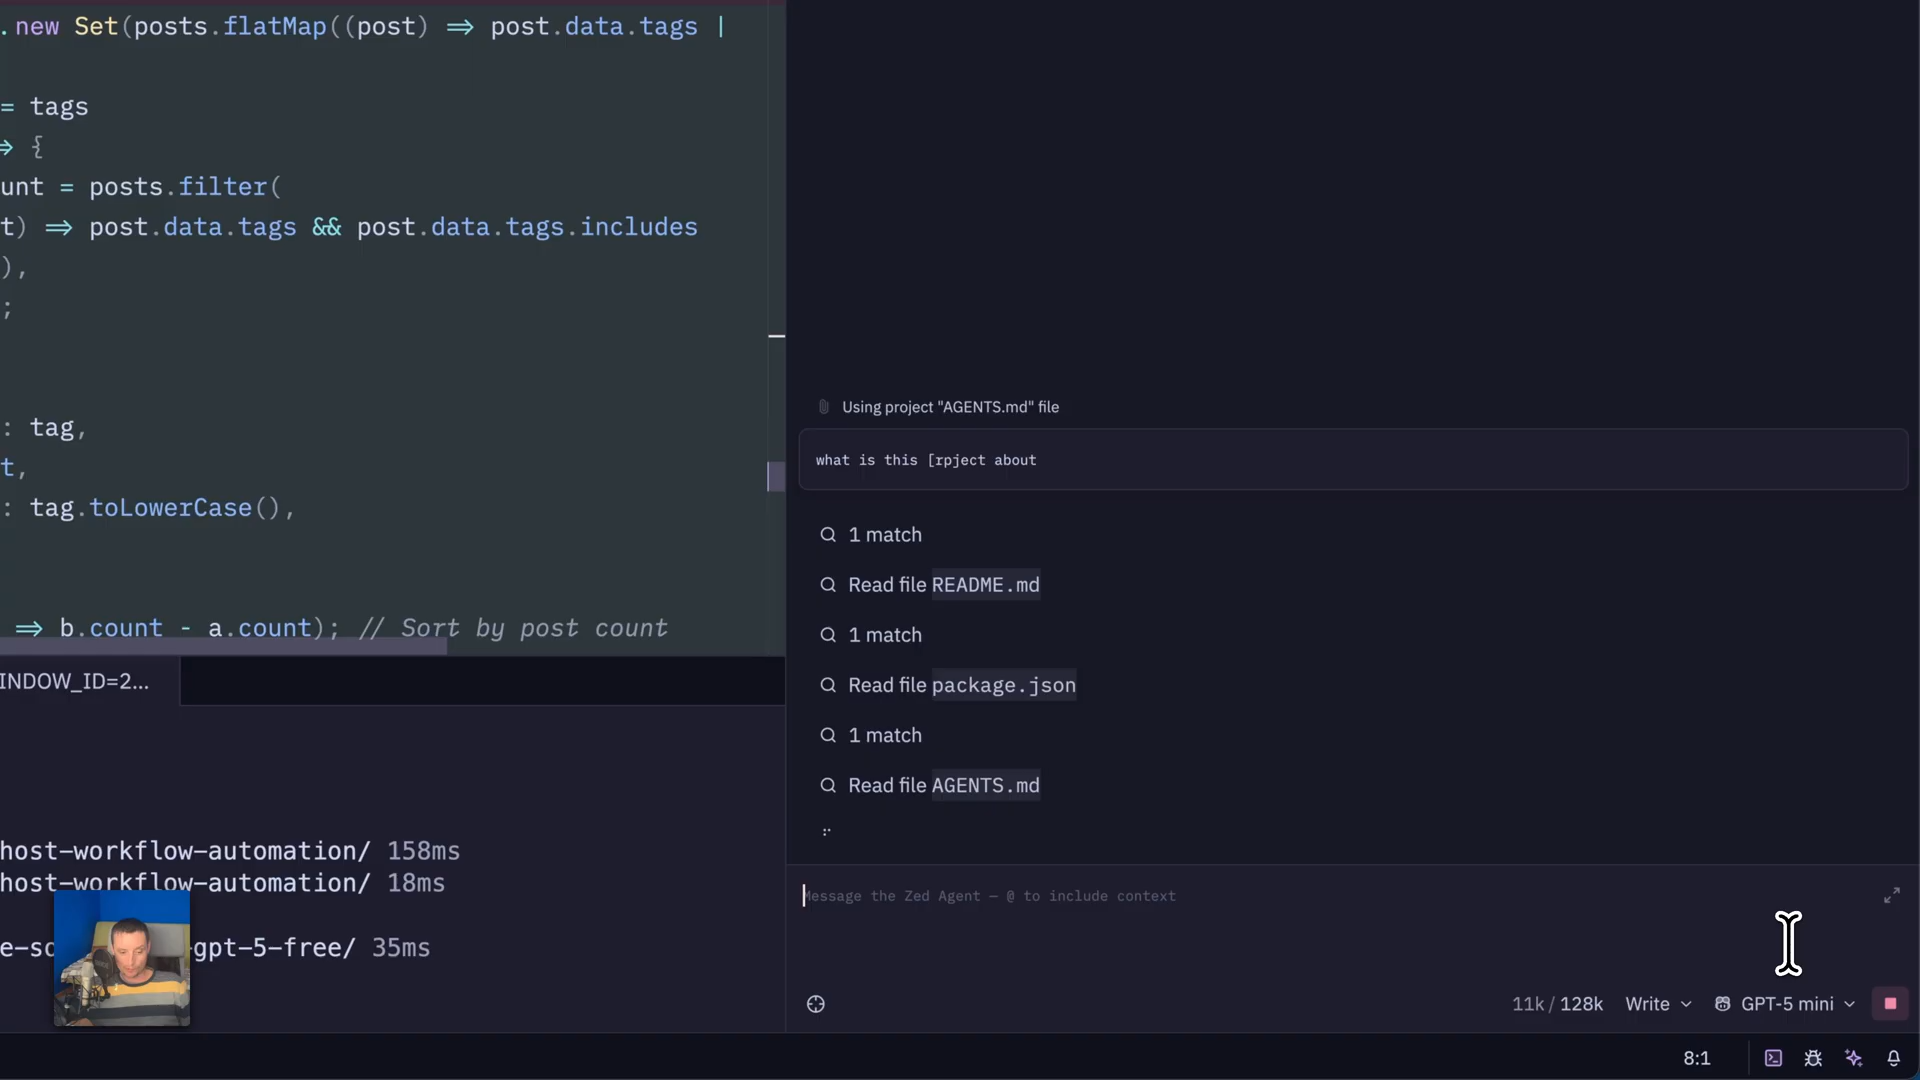 .new Set(posts.flatMap((post) => post.data.tags |
= tags
=> {
unt = posts.filter(
t) => post.data.tags && post.data.tags.includes
),
;
: tag,
t,
: tag.toLowerCase(),
=> b.count - a.count); // Sort by post count
INDOW_ID=2...
host-workflow-automation/ 158ms
host-workflow-automation/ 18ms
gpt-5-free/ 35ms
Using project "AGENTS.md" file
what is this [rpject about
1 match
Read file README.md
1 match
Read file package.json
1 match
Read file AGENTS.md
Message the Zed Agent — @ to include context
11k / 128k Write GPT-5 mini
8:1